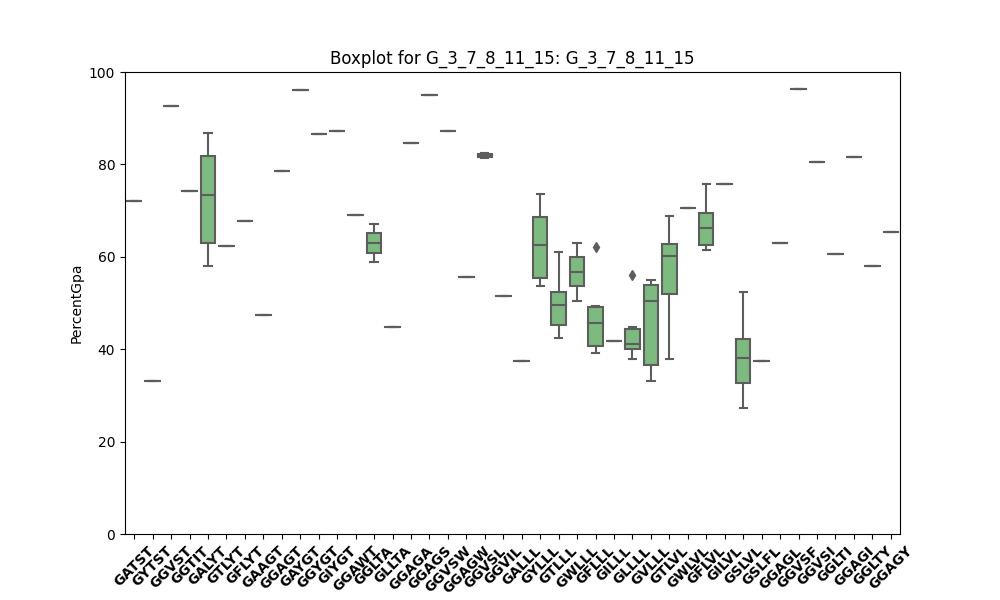 Boxplot for G_3_7_8_11_15: G_3_7_8_11_15
PercentGpa
100
80
60
40
20
0
GATST
GYTST
GGVST
GGTIT
GALYT
GTLYT
GFLYT
GAAGT
GGAGT
GAYGT
GGYGT
GIYGT
GGAWT
GGLTA
GLLTA
GGAGA
GGAGS
GGVSW
GGAGW
GGVSL
GGVIL
GALLL
GYLLL
GTLLL
GWLLL
GFLLL
GILLL
GLLLL
GVLLL
GTLVL
GWLVL
GFLVL
GILVL
GSLVL
GSLFL
GGAGL
GGVSF
GGVSI
GGLTI
GGAGI
GGLTY
GGAGY